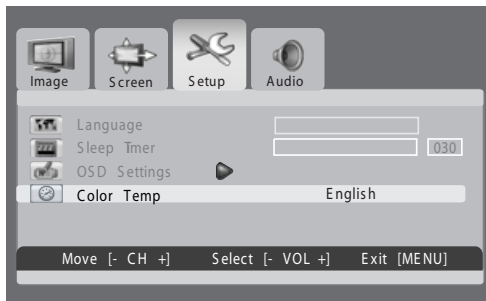 Image Screen Setup Audio
Language
Sleep Timer 030
OSD Settings
Color Temp English
Move [- CH +] Select [- VOL +] Exit [MENU]